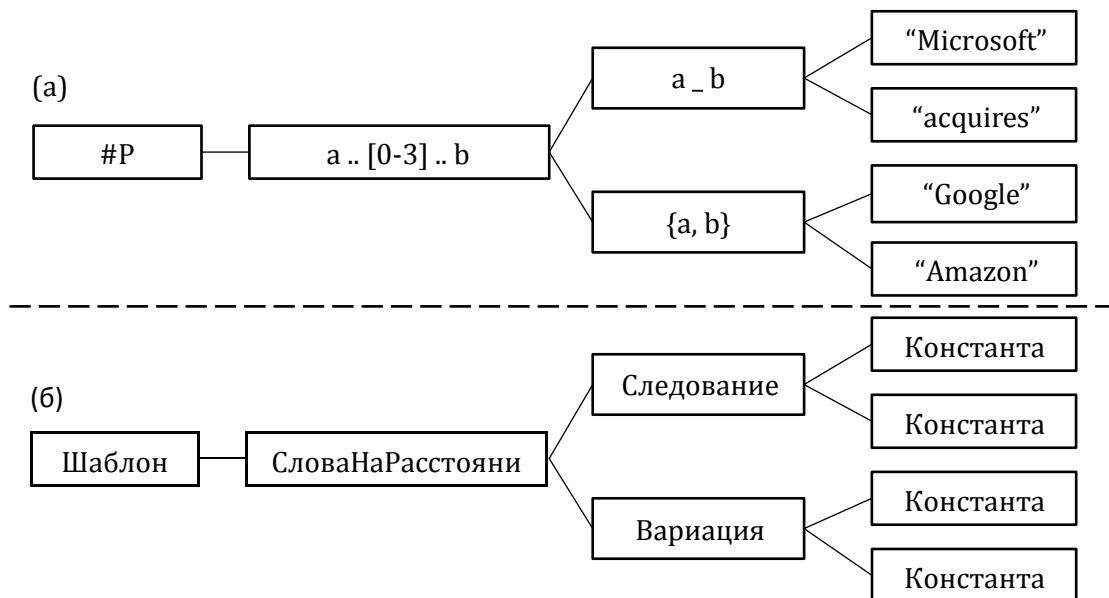 (а)
#P
a .. [0-3] .. b
a _ b
{a, b}
“Microsoft”
“acquires”
“Google”
“Amazon”
(б)
Шаблон
СловаНаРасстояни
Следование
Вариация
Константа
Константа
Константа
Константа